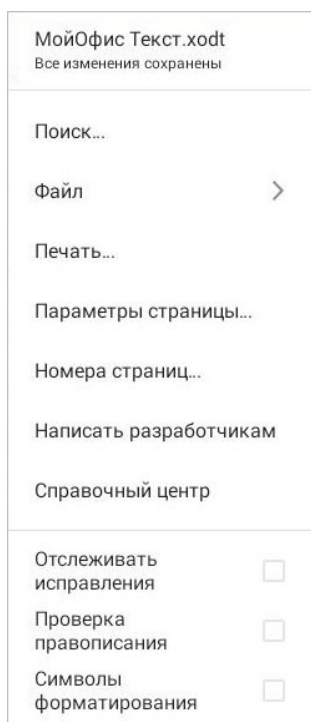 МойОфис Текст.xodt
Все изменения сохранены
Поиск...
Файл
Печать...
Параметры страницы...
Номера страниц...
Написать разработчикам
Справочный центр
Отслеживать
исправления
Проверка
правописания
Символы
форматирования